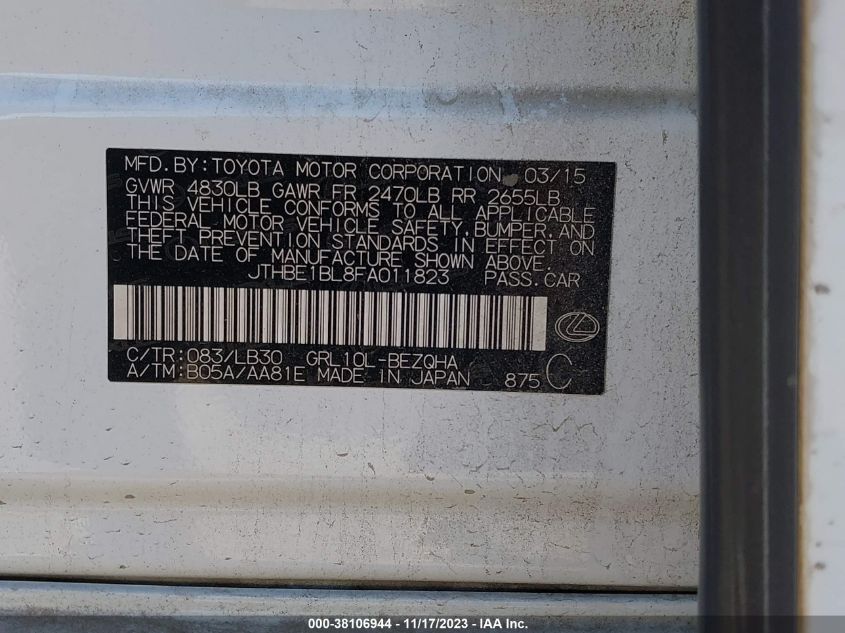 MFD.BY:TOYOTA MOTOR CORPORATION 03/15
GVWR 4830LB GAWR FR 2470LB RR 2655LB
THIS VEHICLE CONFORMS TO ALL APPLICABLE
FEDERAL MOTOR VEHICLE SAFETY,BUMPER,AND
THEFT PREVENTION STANDARDS IN EFFECT ON
THE DATE OF MANUFACTURE SHOWN ABOVE.
JTHBE1BL8FA011823 PASS.CAR
C/TR:083/LB30 GRL10L-BEZQHA
A/TM:B05A/AA81E MADE IN JAPAN 875 C
000-38106944 - 11/17/2023 - Copyright © 2023 IAA, Inc.